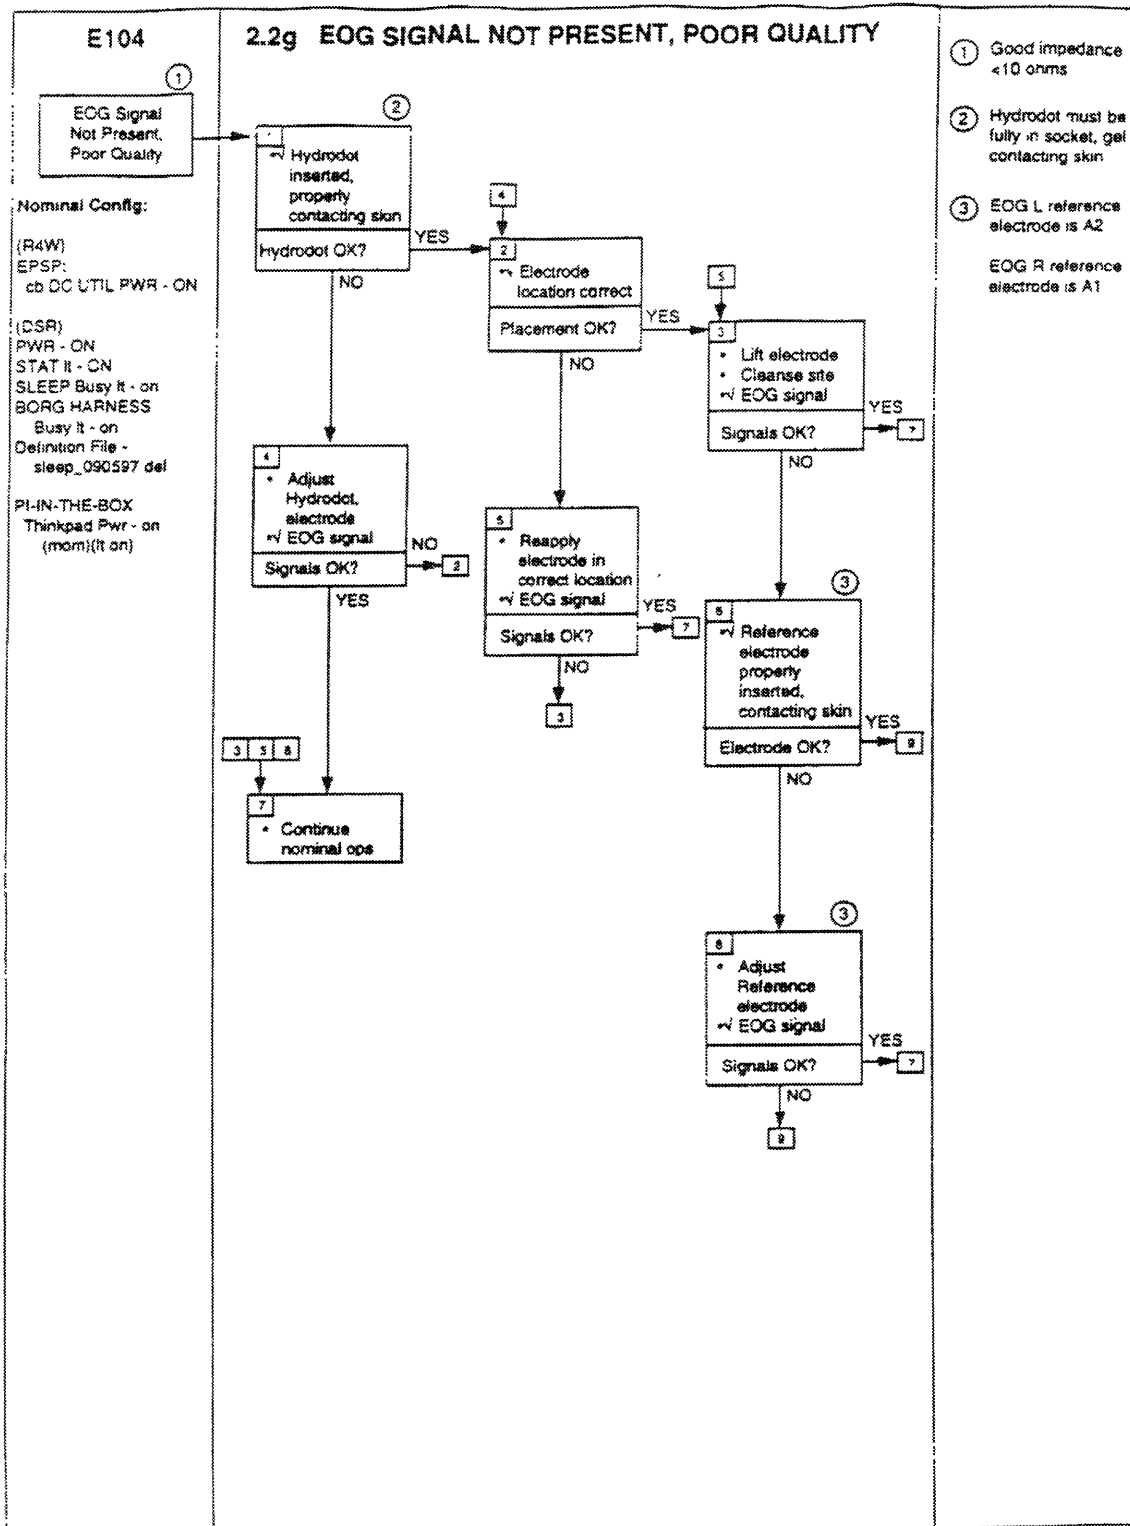 E104
2.2g EOG SIGNAL NOT PRESENT, POOR QUALITY
1
EOG Signal
Not Present,
Poor Quality
Nominal Config:
(R4W)
EPSP:
cb DC UTIL PWR - ON
(DSR)
PWR - ON
STAT lt - ON
SLEEP Busy lt - on
BORG HARNESS
Busy lt - on
Definition File -
sleep_090597 def
PI-IN-THE-BOX
Thinkpad Pwr - on
(mom)(lt on)
2
1
√ Hydrodot
inserted,
properly
contacting skin
Hydrodot OK?
YES
NO
4
2
√ Electrode
location correct
Placement OK?
YES
NO
5
3
• Lift electrode
• Cleanse site
√ EOG signal
Signals OK?
YES
7
NO
4
• Adjust
Hydrodot,
electrode
√ EOG signal
Signals OK?
NO
2
YES
5
• Reapply
electrode in
correct location
√ EOG signal
Signals OK?
YES
7
NO
3
3
6
√ Reference
electrode
properly
inserted,
contacting skin
Electrode OK?
YES
9
NO
3 5 8
7
• Continue
nominal ops
3
8
• Adjust
Reference
electrode
√ EOG signal
Signals OK?
YES
7
NO
9
1 Good impedance
<10 ohms
2 Hydrodot must be
fully in socket, gel
contacting skin
3 EOG L reference
electrode is A2
EOG R reference
electrode is A1